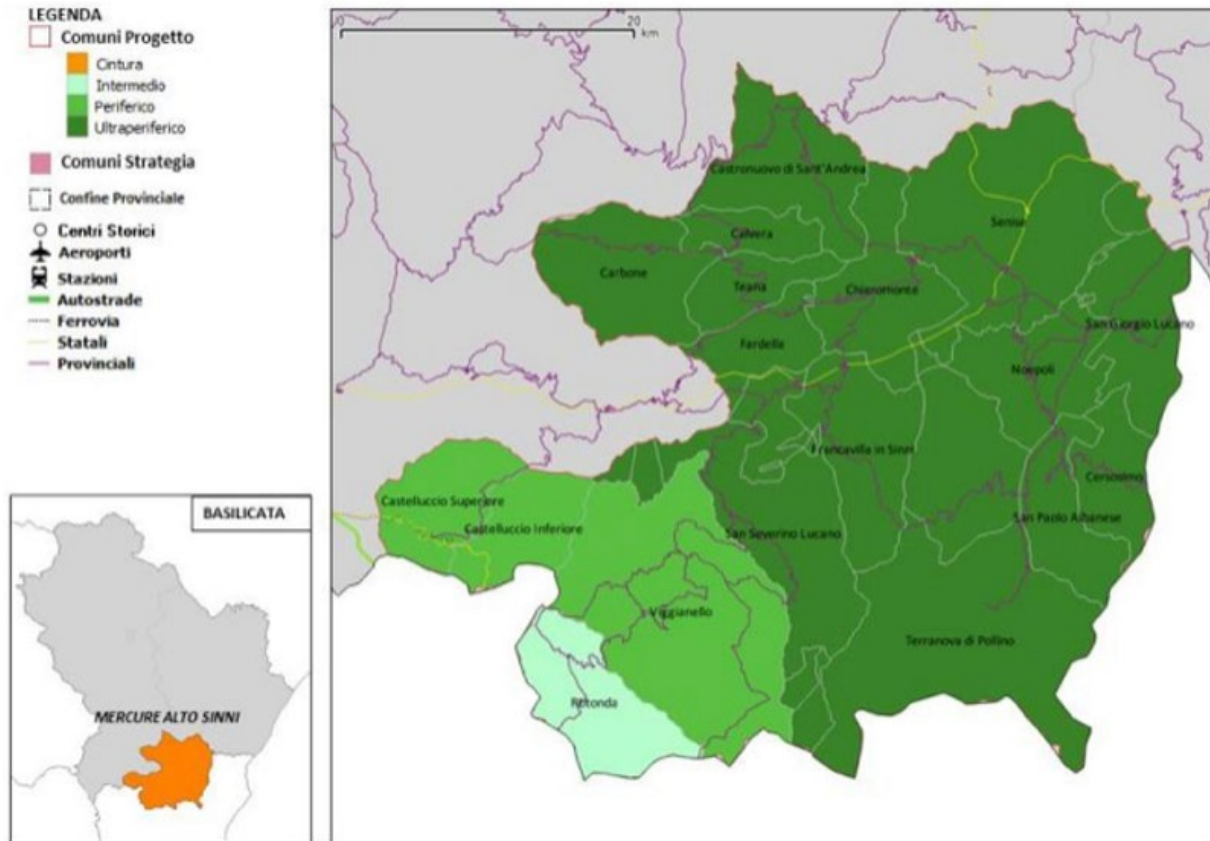 LEGENDA
Comuni Progetto
Cintura
Intermedio
Periferico
Ultraperiferico
Comuni Strategia
Confine Provinciale
Centri Storici
Aeroporti
Stazioni
Autostrade
Ferrovia
Statali
Provinciali
0 20
km
Castronuovo di Sant'Andrea
Senise
Calvera
Carbone
Teana
Chiaromonte
San Giorgio Lucano
Fardella
Noepoli
Francavilla in Sinni
Cersosimo
Castelluccio Superiore
San Paolo Albanese
Castelluccio Inferiore
San Severino Lucano
Viggianello
Terranova di Pollino
Rotonda
BASILICATA
MERCURE ALTO SINNI